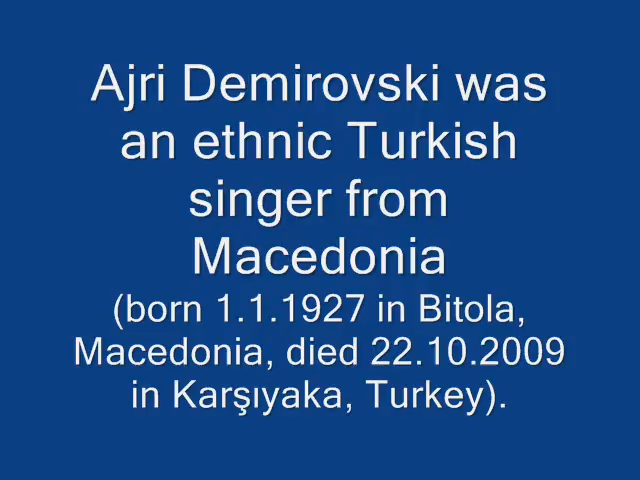 Ajri Demirovski was
an ethnic Turkish
singer from
Macedonia
(born 1.1.1927 in Bitola,
Macedonia, died 22.10.2009
in Karşıyaka, Turkey).